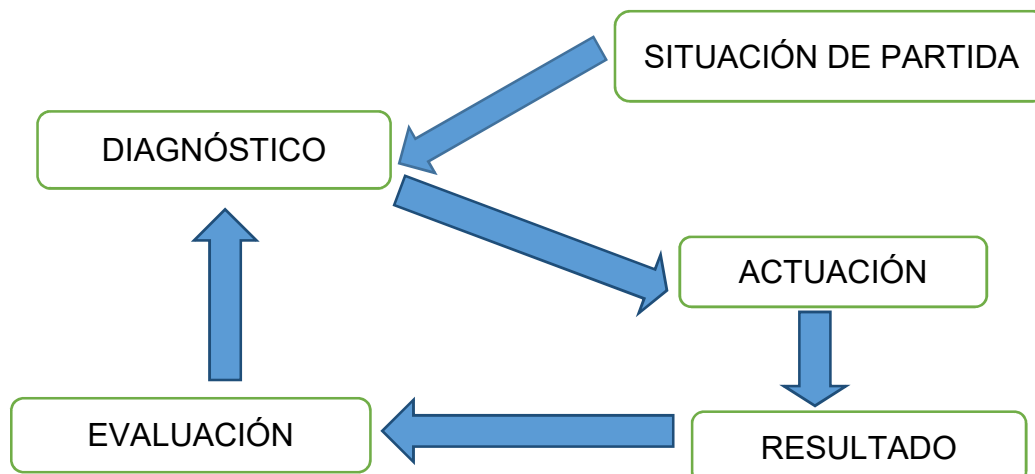 SITUACIÓN DE PARTIDA
DIAGNÓSTICO
ACTUACIÓN
EVALUACIÓN
RESULTADO